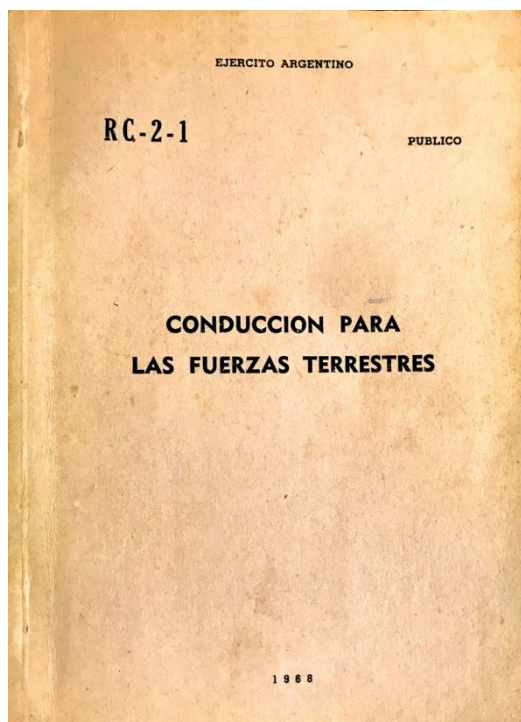 EJERCITO ARGENTINO
RC-2-1
PUBLICO
CONDUCCION PARA
LAS FUERZAS TERRESTRES
1968